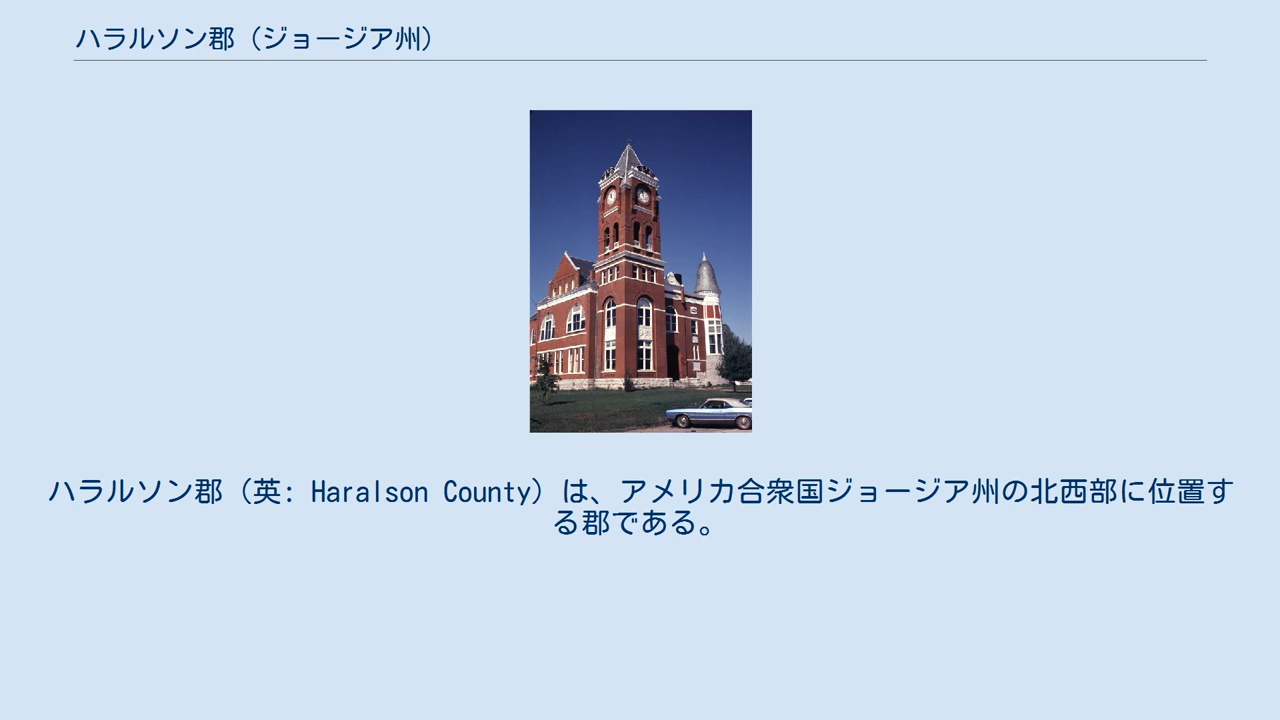 ハラルソン郡（ジョージア州）
ハラルソン郡（英: Haralson County）は、アメリカ合衆国ジョージア州の北西部に位置す
る郡である。